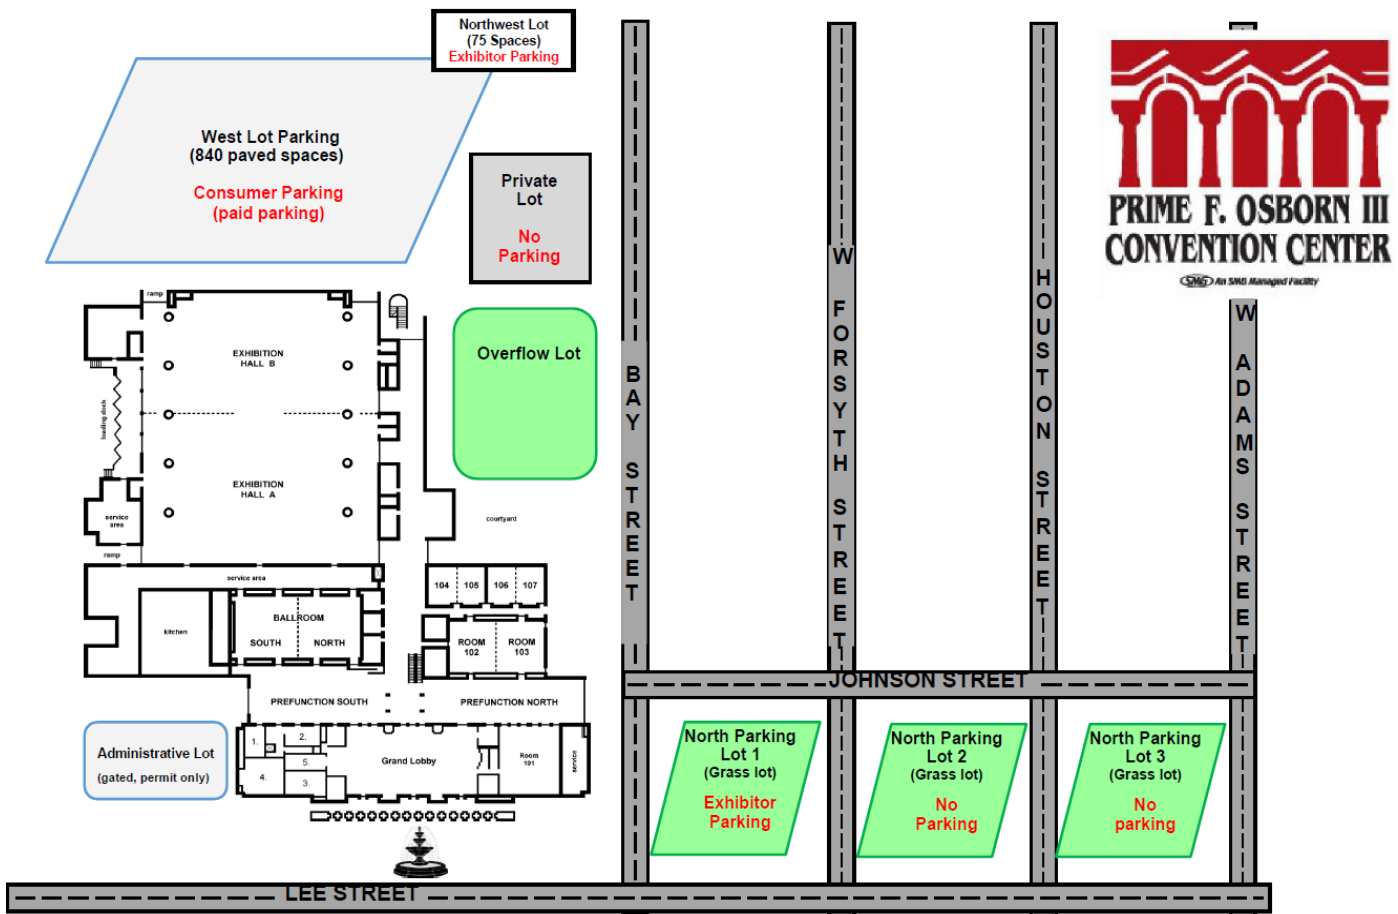 Northwest Lot
(75 Spaces)
Exhibitor Parking
West Lot Parking
(840 paved spaces)
Consumer Parking
(paid parking)
Private
Lot
No
Parking
Overflow Lot
PRIME F. OSBORN III
CONVENTION CENTER
SMG An SMG Managed Facility
ramp
EXHIBITION
HALL B
loading dock
EXHIBITION
HALL A
service
area
ramp
courtyard
service area
104
105
106
107
kitchen
BALLROOM
SOUTH
NORTH
ROOM
102
ROOM
103
PREFUNCTION SOUTH
PREFUNCTION NORTH
1.
2.
5.
4.
3.
Grand Lobby
Room
101
service
Administrative Lot
(gated, permit only)
BAY STREET
W FORSYTH STREET
HOUSTON STREET
W ADAMS STREET
JOHNSON STREET
North Parking
Lot 1
(Grass lot)
Exhibitor
Parking
North Parking
Lot 2
(Grass lot)
No
Parking
North Parking
Lot 3
(Grass lot)
No
parking
LEE STREET